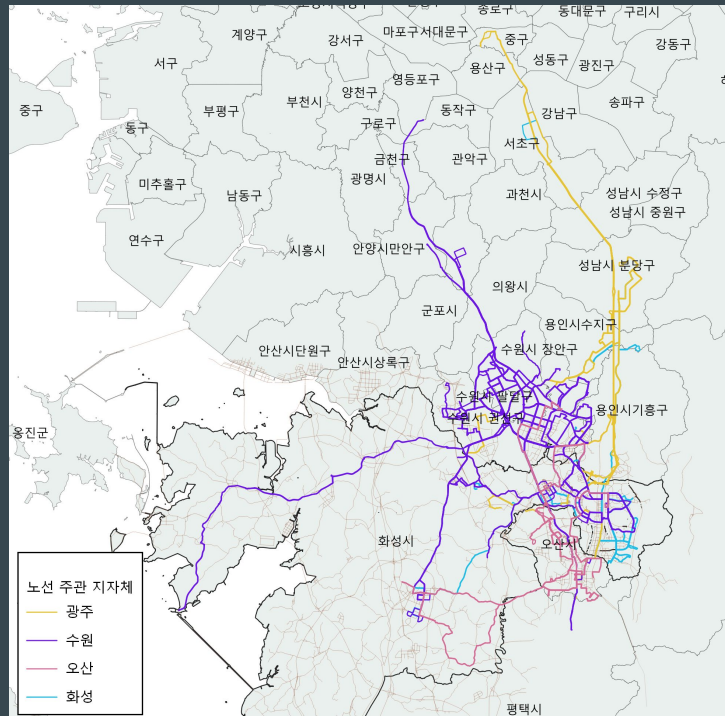 종로구
동대문구
구리시
계양구
강서구
마포구
서대문구
중구
강동구
서구
용산구
성동구
광진구
영등포구
양천구
중구
부평구
부천시
동작구
강남구
송파구
동구
구로구
서초구
금천구
관악구
미추홀구
남동구
광명시
과천시
성남시 수정구
성남시 중원구
연수구
시흥시
안양시만안구
성남시 분당구
의왕시
군포시
용인시수지구
안산시단원구
안산시상록구
수원시 장안구
수원시 팔달구
수원시 권선구
용인시기흥구
옹진군
화성시
오산시
평택시
노선 주관 지자체
광주
수원
오산
화성